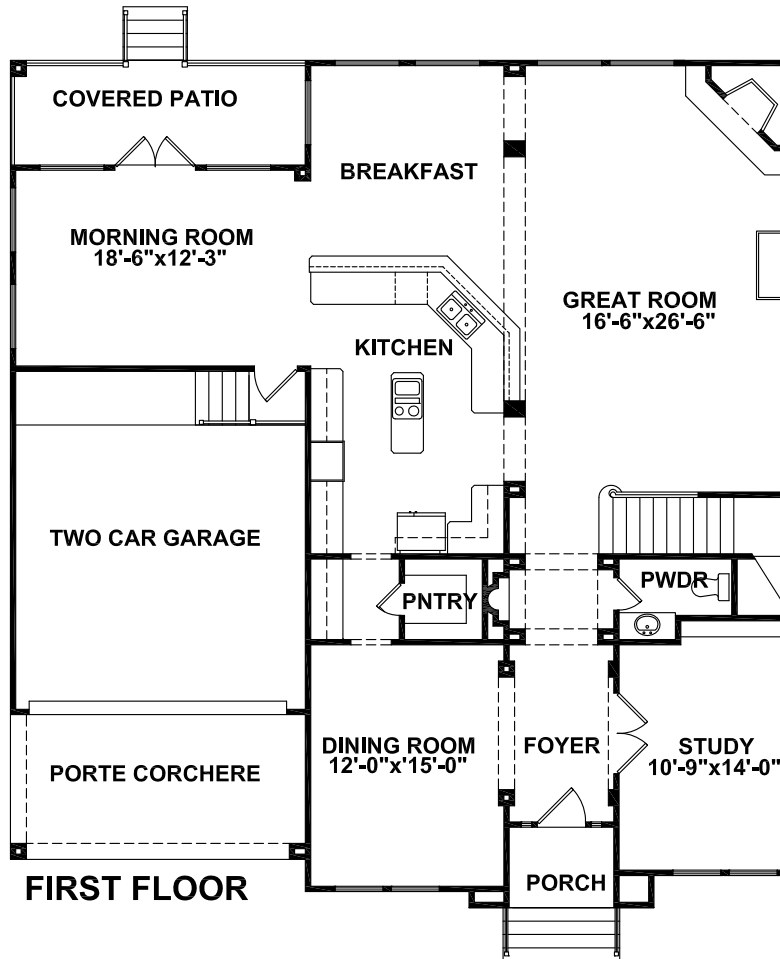 COVERED PATIO
BREAKFAST
MORNING ROOM
18'-6"x12'-3"
GREAT ROOM
16'-6"x26'-6"
KITCHEN
TWO CAR GARAGE
PNTRY
PWDR
DINING ROOM
12'-0"x'15'-0"
FOYER
STUDY
10'-9"x14'-0"
PORTE CORCHERE
PORCH
FIRST FLOOR